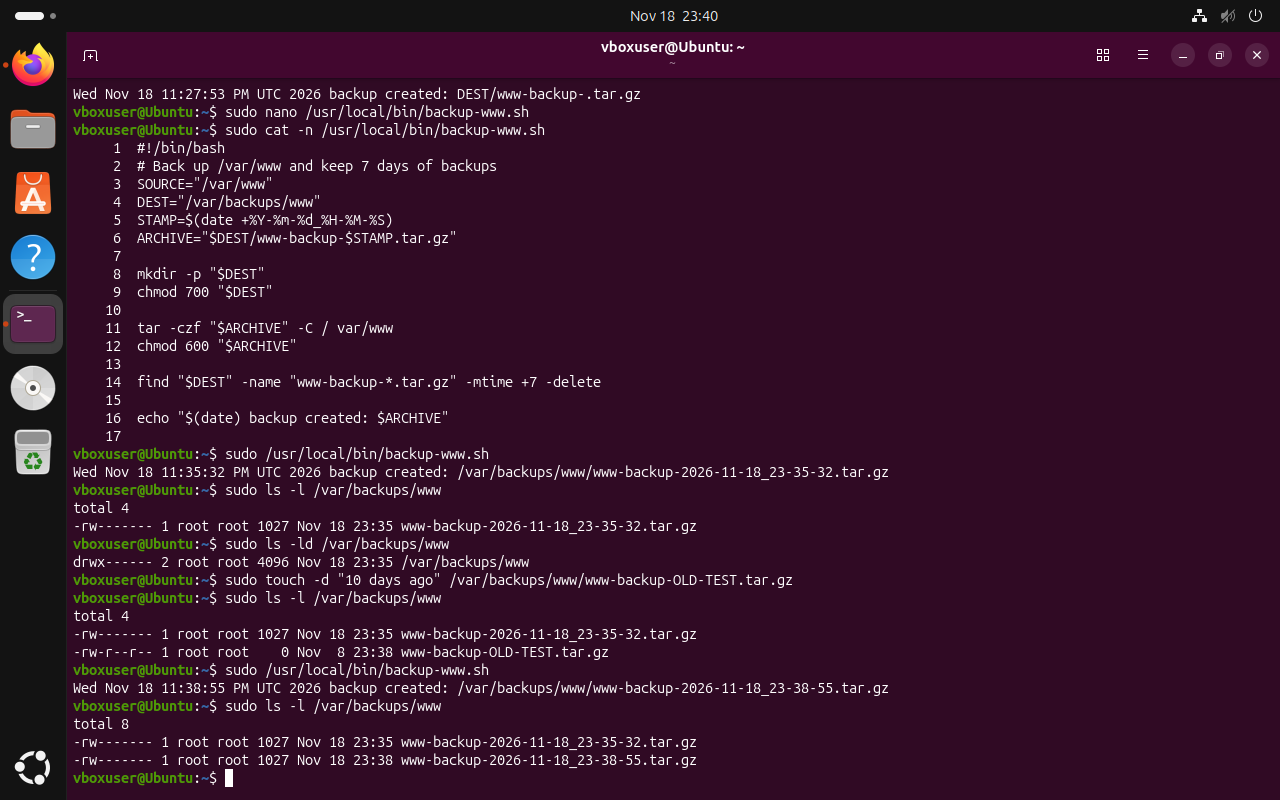 Nov 18 23:40
vboxuser@Ubuntu: ~
~
Wed Nov 18 11:27:53 PM UTC 2026 backup created: DEST/www-backup-.tar.gz
vboxuser@Ubuntu:~$ sudo nano /usr/local/bin/backup-www.sh
vboxuser@Ubuntu:~$ sudo cat -n /usr/local/bin/backup-www.sh
     1  #!/bin/bash
     2  # Back up /var/www and keep 7 days of backups
     3  SOURCE="/var/www"
     4  DEST="/var/backups/www"
     5  STAMP=$(date +%Y-%m-%d_%H-%M-%S)
     6  ARCHIVE="$DEST/www-backup-$STAMP.tar.gz"
     7
     8  mkdir -p "$DEST"
     9  chmod 700 "$DEST"
    10
    11  tar -czf "$ARCHIVE" -C / var/www
    12  chmod 600 "$ARCHIVE"
    13
    14  find "$DEST" -name "www-backup-*.tar.gz" -mtime +7 -delete
    15
    16  echo "$(date) backup created: $ARCHIVE"
    17
vboxuser@Ubuntu:~$ sudo /usr/local/bin/backup-www.sh
Wed Nov 18 11:35:32 PM UTC 2026 backup created: /var/backups/www/www-backup-2026-11-18_23-35-32.tar.gz
vboxuser@Ubuntu:~$ sudo ls -l /var/backups/www
total 4
-rw------- 1 root root 1027 Nov 18 23:35 www-backup-2026-11-18_23-35-32.tar.gz
vboxuser@Ubuntu:~$ sudo ls -ld /var/backups/www
drwx------ 2 root root 4096 Nov 18 23:35 /var/backups/www
vboxuser@Ubuntu:~$ sudo touch -d "10 days ago" /var/backups/www/www-backup-OLD-TEST.tar.gz
vboxuser@Ubuntu:~$ sudo ls -l /var/backups/www
total 4
-rw------- 1 root root 1027 Nov 18 23:35 www-backup-2026-11-18_23-35-32.tar.gz
-rw-r--r-- 1 root root    0 Nov  8 23:38 www-backup-OLD-TEST.tar.gz
vboxuser@Ubuntu:~$ sudo /usr/local/bin/backup-www.sh
Wed Nov 18 11:38:55 PM UTC 2026 backup created: /var/backups/www/www-backup-2026-11-18_23-38-55.tar.gz
vboxuser@Ubuntu:~$ sudo ls -l /var/backups/www
total 8
-rw------- 1 root root 1027 Nov 18 23:35 www-backup-2026-11-18_23-35-32.tar.gz
-rw------- 1 root root 1027 Nov 18 23:38 www-backup-2026-11-18_23-38-55.tar.gz
vboxuser@Ubuntu:~$